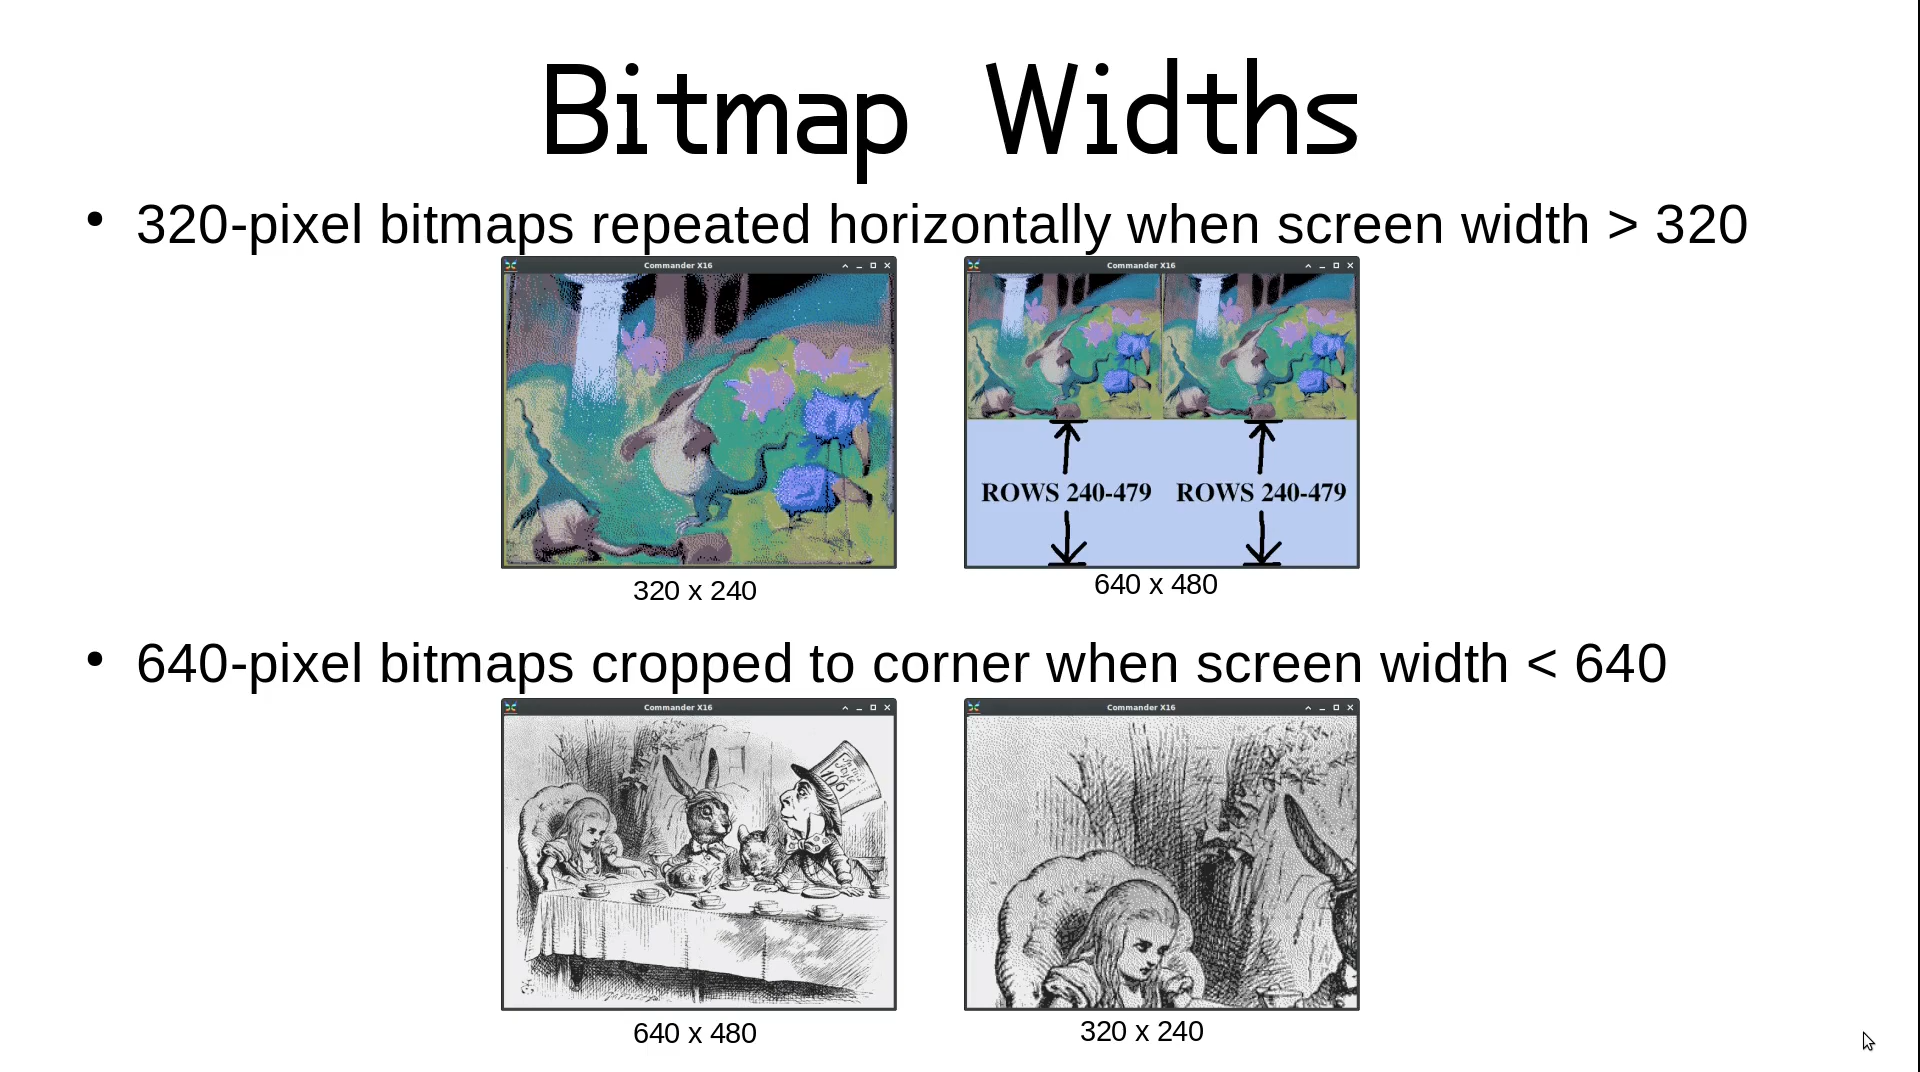 Bitmap Widths
• 320-pixel bitmaps repeated horizontally when screen width > 320
Commander X16
Commander X16
ROWS 240-479 ROWS 240-479
320 x 240
640 x 480
• 640-pixel bitmaps cropped to corner when screen width < 640
Commander X16
Commander X16
640 x 480
320 x 240